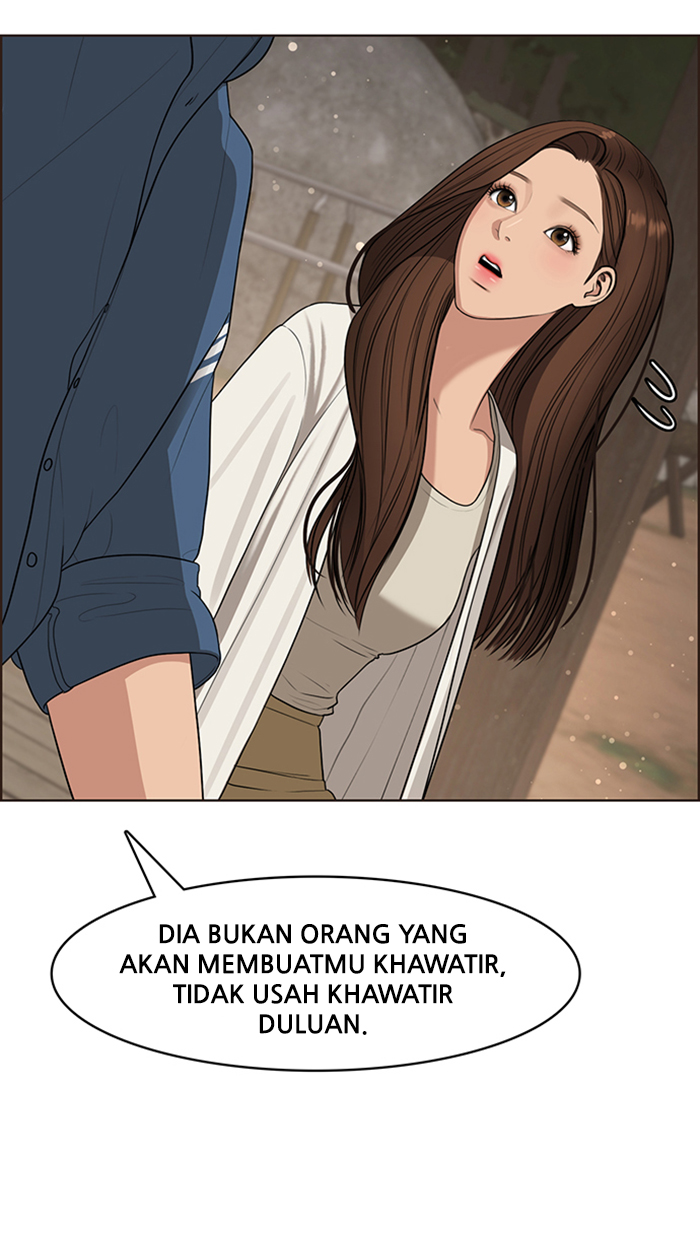 DIA BUKAN ORANG YANG
AKAN MEMBUATMU KHAWATIR,
TIDAK USAH KHAWATIR
DULUAN.